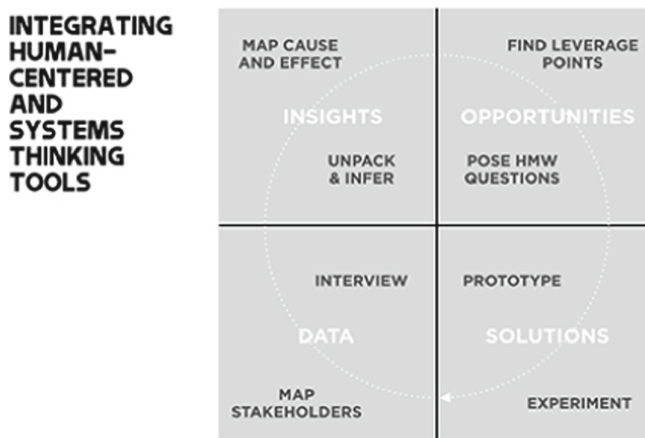 INTEGRATING
HUMAN-
CENTERED
AND
SYSTEMS
THINKING
TOOLS
MAP CAUSE
AND EFFECT
INSIGHTS
UNPACK
& INFER
FIND LEVERAGE
POINTS
OPPORTUNITIES
POSE HMW
QUESTIONS
INTERVIEW
DATA
MAP
STAKEHOLDERS
PROTOTYPE
SOLUTIONS
EXPERIMENT